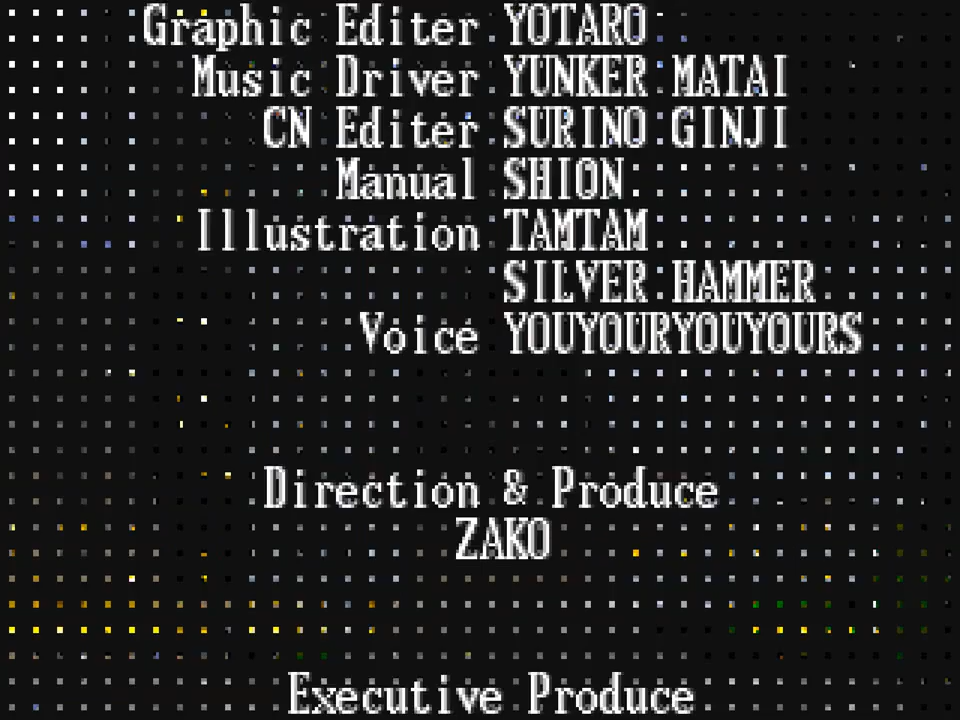 Graphic Editer YOTARO
Music Driver YUNKER MATAI
CN Editer SURINO GINJI
Manual SHION
Illustration TAMTAM
SILVER HAMMER
Voice YOUYOURYOUYOURS
Direction & Produce
ZAKO
Executive Produce